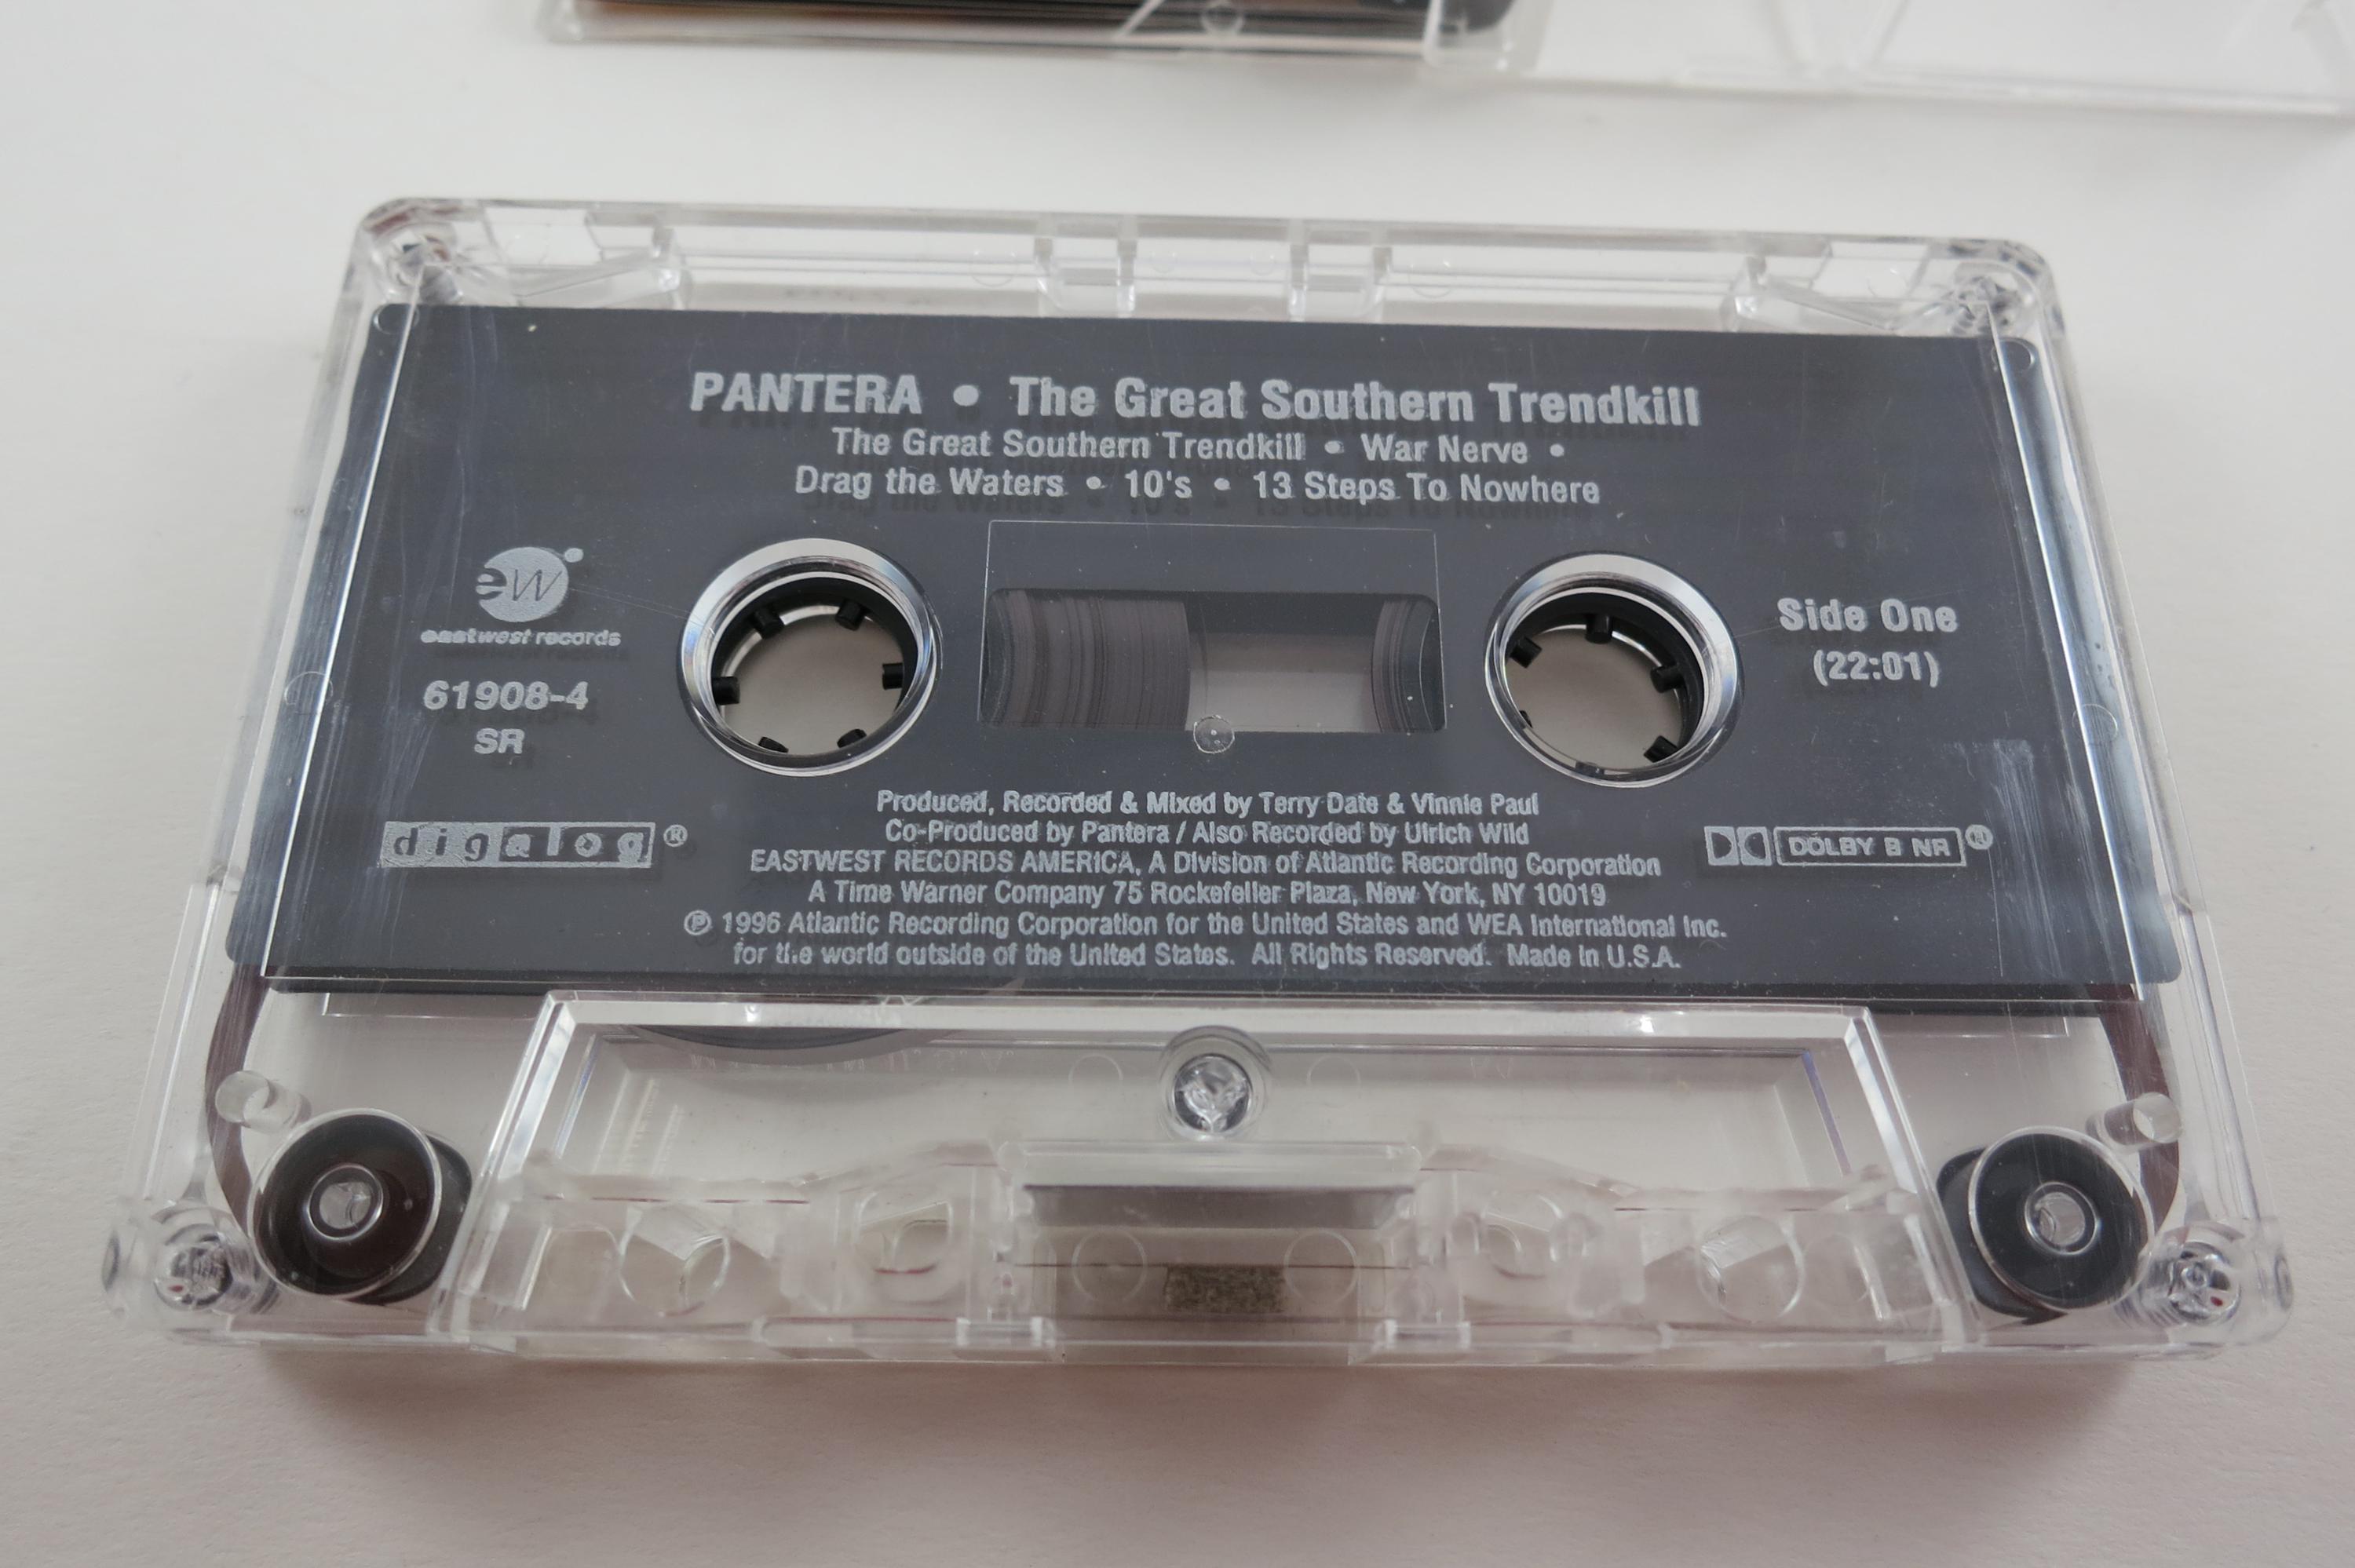 PANTERA • The Great Southern Trendkill
The Great Southern Trendkill • War Nerve •
Drag the Waters • 10's • 13 Steps To Nowhere
ew
eastwest records
61908-4
SR
Side One
(22:01)
digalog®
DOLBY B NR®
Produced, Recorded & Mixed by Terry Date & Vinnie Paul
Co-Produced by Pantera / Also Recorded by Ulrich Wild
EASTWEST RECORDS AMERICA, A Division of Atlantic Recording Corporation
A Time Warner Company 75 Rockefeller Plaza, New York, NY 10019
℗ 1996 Atlantic Recording Corporation for the United States and WEA International Inc.
for the world outside of the United States. All Rights Reserved. Made in U.S.A.